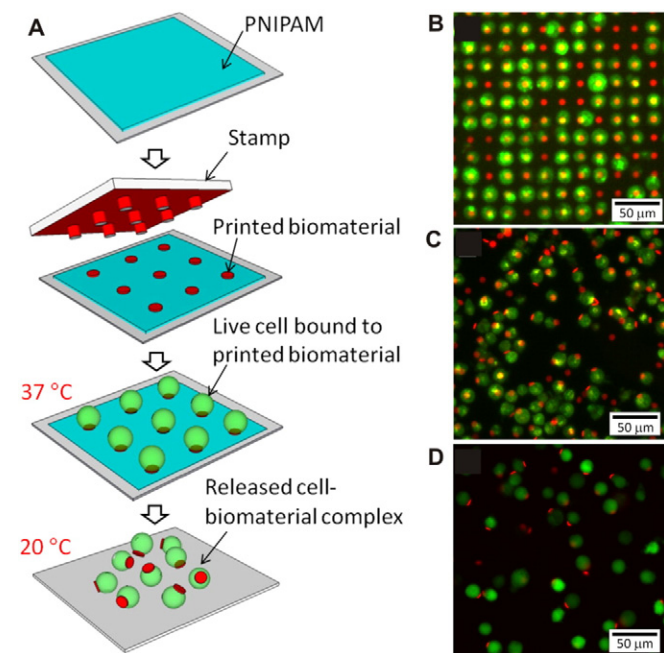 A
PNIPAM
Stamp
Printed biomaterial
Live cell bound to
printed biomaterial
37 °C
Released cell-
biomaterial complex
20 °C
B
50 µm
C
50 µm
D
50 µm